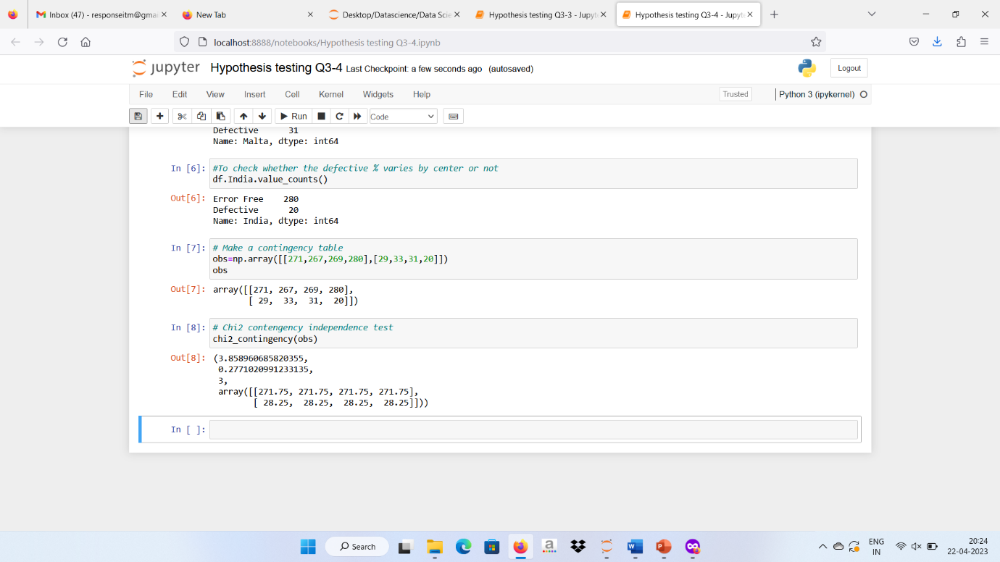 Inbox (47) - responseitm@gmai
New Tab
Desktop/Datascience/Data Scie
Hypothesis testing Q3-3 - Jupyt
Hypothesis testing Q3-4 - Jupyt
localhost:8888/notebooks/Hypothesis testing Q3-4.ipynb
jupyter Hypothesis testing Q3-4 Last Checkpoint: a few seconds ago (autosaved)
Logout
File Edit View Insert Cell Kernel Widgets Help
Trusted
Python 3 (ipykernel)
Run
Code
Defective 31
Name: Malta, dtype: int64
In [6]: #To check whether the defective % varies by center or not
df.India.value_counts()
Out[6]: Error Free 280
Defective 20
Name: India, dtype: int64
In [7]: # Make a contingency table
obs=np.array([[271,267,269,280],[29,33,31,20]])
obs
Out[7]: array([[271, 267, 269, 280],
[ 29, 33, 31, 20]])
In [8]: # Chi2 contengency independence test
chi2_contingency(obs)
Out[8]: (3.858960685820355,
0.2771020991233135,
3,
array([[271.75, 271.75, 271.75, 271.75],
[ 28.25, 28.25, 28.25, 28.25]]))
In [ ]:
Search
a
W
P
ENG
IN
20:24
22-04-2023